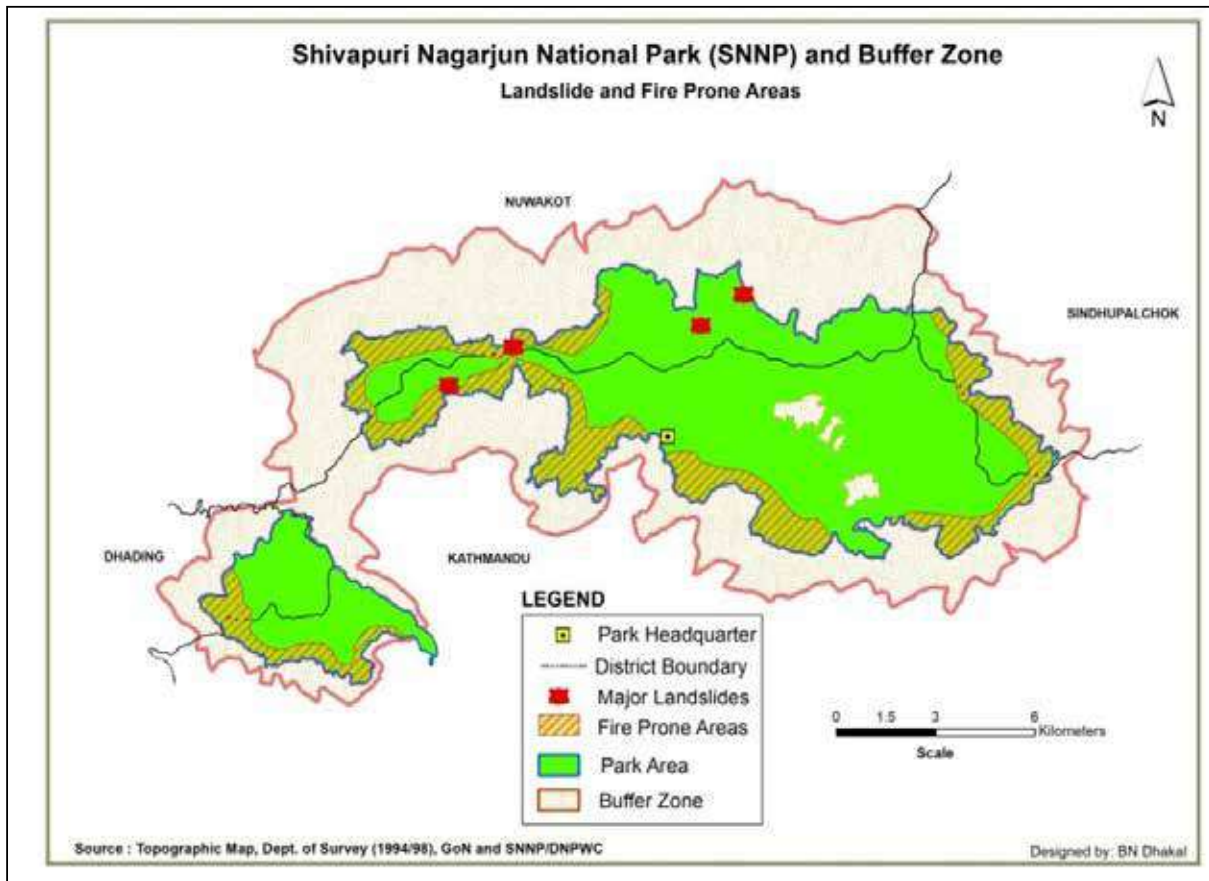 Shivapuri Nagarjun National Park (SNNP) and Buffer Zone
Landslide and Fire Prone Areas
N
NUWAKOT
SINDHUPALCHOK
DHADING
KATHMANDU
LEGEND
Park Headquarter
District Boundary
Major Landslides
Fire Prone Areas
Park Area
Buffer Zone
0 1.5 3 6
Kilometers
Scale
Source : Topographic Map, Dept. of Survey (1994/98), GoN and SNNP/DNPWC
Designed by: BN Dhakal